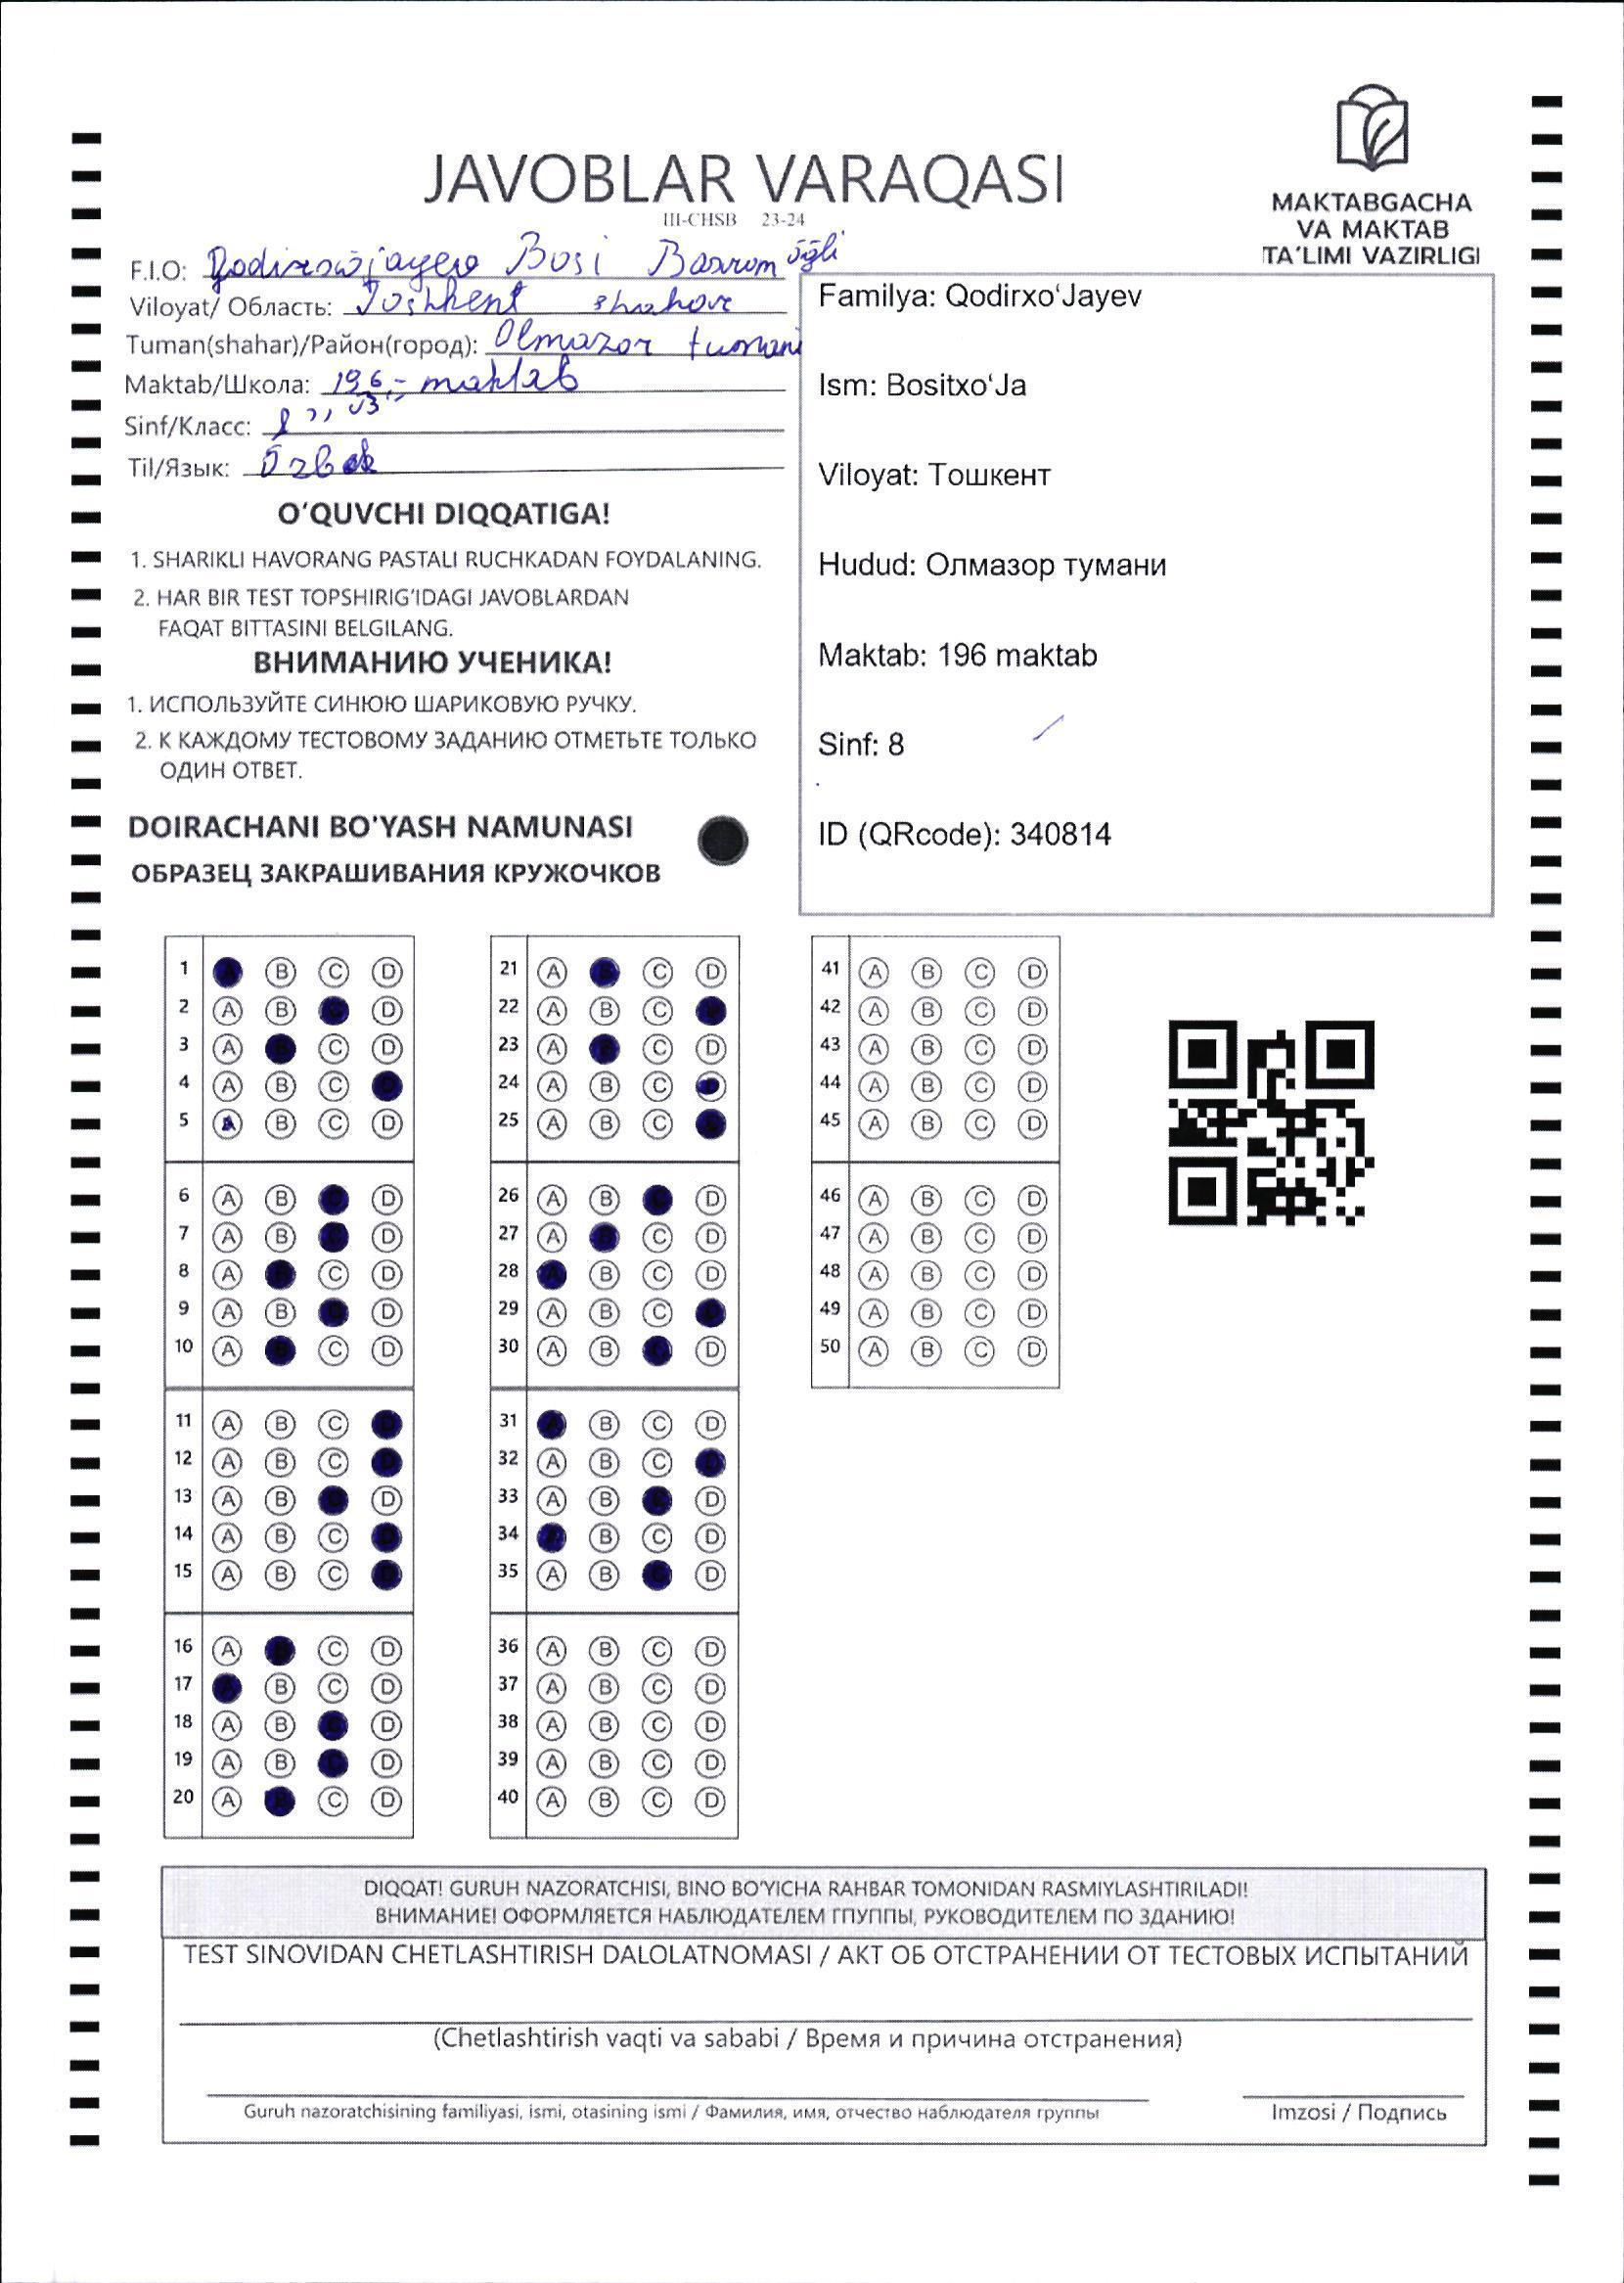 JAVOBLAR VARAQASI
III-CHSB 23-24
MAKTABGACHA
VA MAKTAB
TA'LIMI VAZIRLIGI
F.I.O: Bosi
Viloyat/ Область: Toshkent shahar
Tuman(shahar)/Район(город): Olmazor tumani
Maktab/Школа: 196 - maktab
Sinf/Класс: 8
Til/Язык: Ozbek
O'QUVCHI DIQQATIGA!
1. SHARIKLI HAVORANG PASTALI RUCHKADAN FOYDALANING.
2. HAR BIR TEST TOPSHIRIG'IDAGI JAVOBLARDAN
FAQAT BITTASINI BELGILANG.
ВНИМАНИЮ УЧЕНИКА!
1. ИСПОЛЬЗУЙТЕ СИНЮЮ ШАРИКОВУЮ РУЧКУ.
2. К КАЖДОМУ ТЕСТОВОМУ ЗАДАНИЮ ОТМЕТЬТЕ ТОЛЬКО
ОДИН ОТВЕТ.
DOIRACHANI BO'YASH NAMUNASI
ОБРАЗЕЦ ЗАКРАШИВАНИЯ КРУЖОЧКОВ
Familya: Qodirxo‘Jayev
Ism: Bositxo‘Ja
Viloyat: Тошкент
Hudud: Олмазор тумани
Maktab: 196 maktab
Sinf: 8
ID (QRcode): 340814
1 A B C D
2 A B C D
3 A B C D
4 A B C D
5 A B C D
6 A B C D
7 A B C D
8 A B C D
9 A B C D
10 A B C D
11 A B C D
12 A B C D
13 A B C D
14 A B C D
15 A B C D
16 A B C D
17 A B C D
18 A B C D
19 A B C D
20 A B C D
21 A B C D
22 A B C D
23 A B C D
24 A B C D
25 A B C D
26 A B C D
27 A B C D
28 A B C D
29 A B C D
30 A B C D
31 A B C D
32 A B C D
33 A B C D
34 A B C D
35 A B C D
36 A B C D
37 A B C D
38 A B C D
39 A B C D
40 A B C D
41 A B C D
42 A B C D
43 A B C D
44 A B C D
45 A B C D
46 A B C D
47 A B C D
48 A B C D
49 A B C D
50 A B C D
DIQQAT! GURUH NAZORATCHISI, BINO BO'YICHA RAHBAR TOMONIDAN RASMIYLASHTIRILADI!
ВНИМАНИЕ! ОФОРМЛЯЕТСЯ НАБЛЮДАТЕЛЕМ ГПУППЫ, РУКОВОДИТЕЛЕМ ПО ЗДАНИЮ!
TEST SINOVIDAN CHETLASHTIRISH DALOLATNOMASI / АКТ ОБ ОТСТРАНЕНИИ ОТ ТЕСТОВЫХ ИСПЫТАНИЙ
(Chetlashtirish vaqti va sababi / Время и причина отстранения)
Guruh nazoratchisining familiyasi, ismi, otasining ismi / Фамилия, имя, отчество наблюдателя группы
Imzosi / Подпись